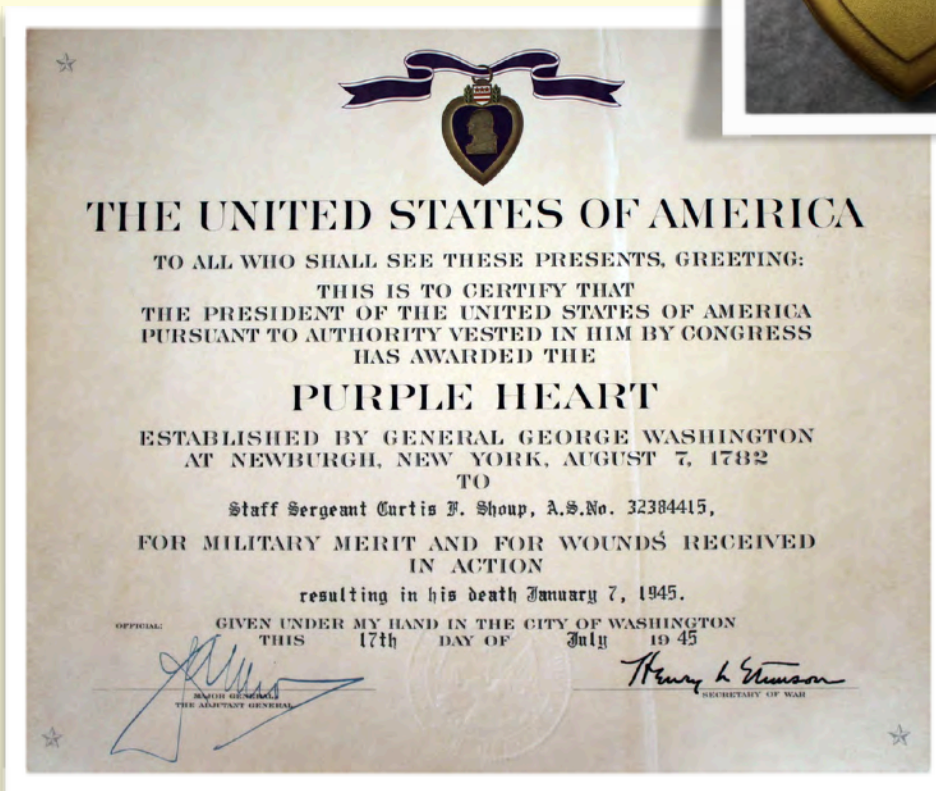 THE UNITED STATES OF AMERICA
TO ALL WHO SHALL SEE THESE PRESENTS, GREETING:
THIS IS TO CERTIFY THAT
THE PRESIDENT OF THE UNITED STATES OF AMERICA
PURSUANT TO AUTHORITY VESTED IN HIM BY CONGRESS
HAS AWARDED THE
PURPLE HEART
ESTABLISHED BY GENERAL GEORGE WASHINGTON
AT NEWBURGH, NEW YORK, AUGUST 7, 1782
TO
Staff Sergeant Curtis F. Shoup, A.S.No. 32384415,
FOR MILITARY MERIT AND FOR WOUNDS RECEIVED
IN ACTION
resulting in his death January 7, 1945.
OFFICIAL: GIVEN UNDER MY HAND IN THE CITY OF WASHINGTON
THIS 17th DAY OF July 1945
Henry L Stimson
MAJOR GENERAL
THE ADJUTANT GENERAL
SECRETARY OF WAR